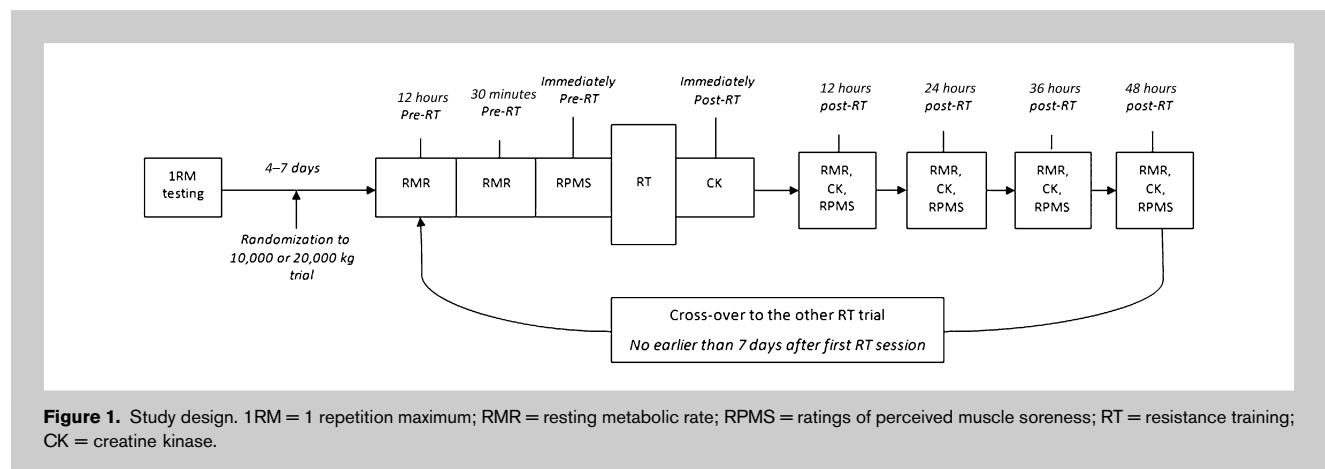 12 hours
Pre-RT
30 minutes
Pre-RT
Immediately
Pre-RT
Immediately
Post-RT
12 hours
post-RT
24 hours
post-RT
36 hours
post-RT
48 hours
post-RT
1RM
testing
4–7 days
Randomization to
10,000 or 20,000 kg
trial
RMR
RMR
RPMS
RT
CK
RMR,
CK,
RPMS
RMR,
CK,
RPMS
RMR,
CK,
RPMS
RMR,
CK,
RPMS
Cross-over to the other RT trial
No earlier than 7 days after first RT session
Figure 1. Study design. 1RM = 1 repetition maximum; RMR = resting metabolic rate; RPMS = ratings of perceived muscle soreness; RT = resistance training;
CK = creatine kinase.